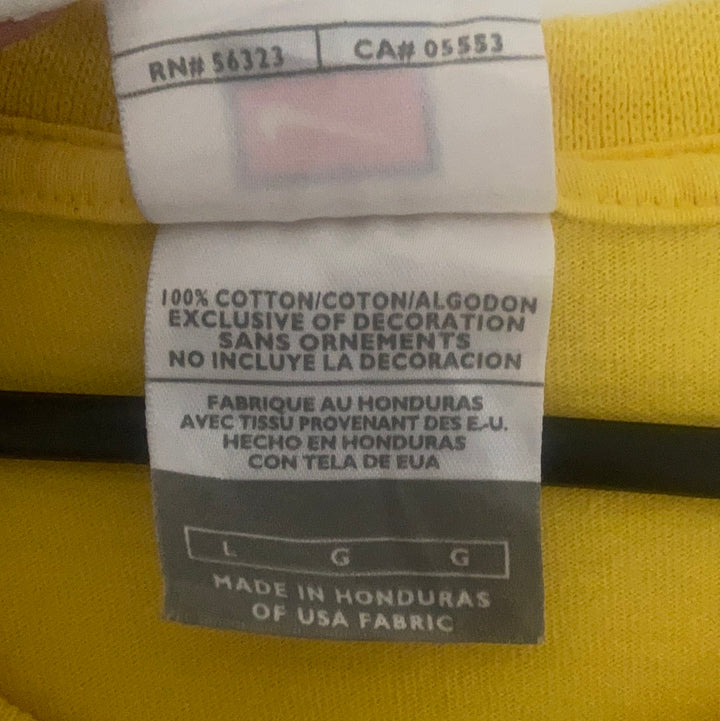 RN# 56323 CA# 05553
100% COTTON/COTON/ALGODON
EXCLUSIVE OF DECORATION
SANS ORNEMENTS
NO INCLUYE LA DECORACION
FABRIQUE AU HONDURAS
AVEC TISSU PROVENANT DES E.-U.
HECHO EN HONDURAS
CON TELA DE EUA
L G G
MADE IN HONDURAS
OF USA FABRIC